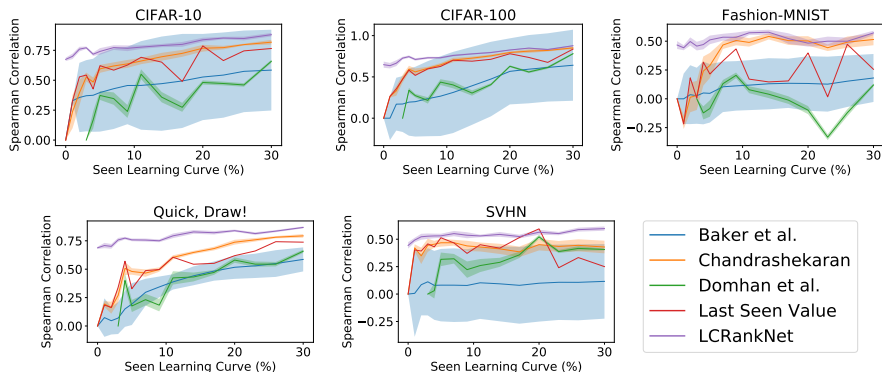 CIFAR-10
Spearman Correlation
0.75
0.50
0.25
0.00
0 10 20 30
Seen Learning Curve (%)
CIFAR-100
Spearman Correlation
1.0
0.5
0.0
0 10 20 30
Seen Learning Curve (%)
Fashion-MNIST
Spearman Correlation
0.50
0.25
0.00
−0.25
0 10 20 30
Seen Learning Curve (%)
Quick, Draw!
Spearman Correlation
0.75
0.50
0.25
0.00
0 10 20 30
Seen Learning Curve (%)
SVHN
Spearman Correlation
0.50
0.25
0.00
−0.25
0 10 20 30
Seen Learning Curve (%)
Baker et al.
Chandrashekaran
Domhan et al.
Last Seen Value
LCRankNet